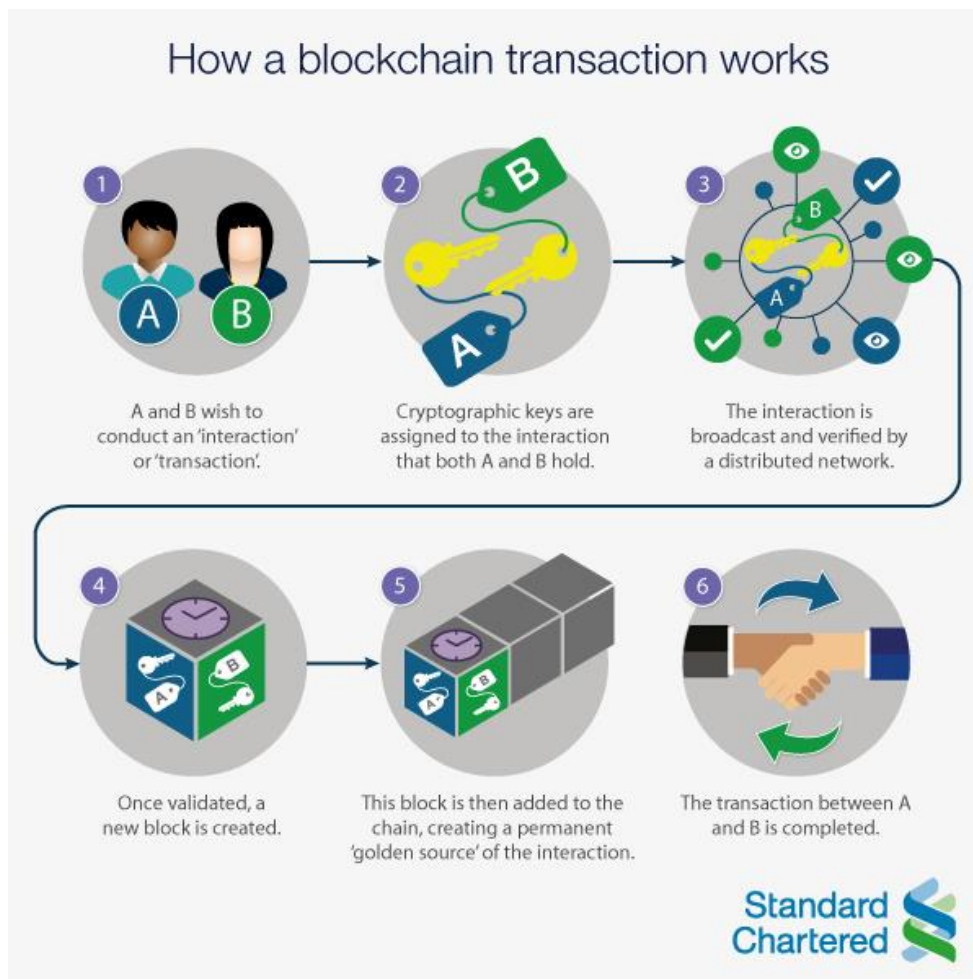 How a blockchain transaction works
1
2
3
A
B
B
A
B
A
A and B wish to
conduct an 'interaction'
or 'transaction'.
Cryptographic keys are
assigned to the interaction
that both A and B hold.
The interaction is
broadcast and verified by
a distributed network.
4
5
6
A
B
A
B
Once validated, a
new block is created.
This block is then added to the
chain, creating a permanent
'golden source' of the interaction.
The transaction between A
and B is completed.
Standard
Chartered